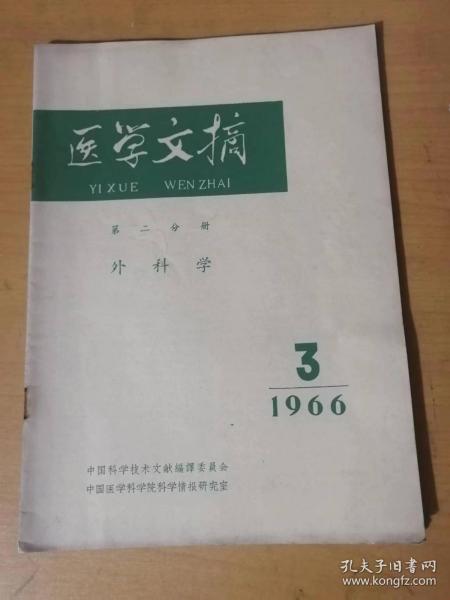 医学文摘
YI XUE WEN ZHAI
第二分册
外科学
3
1966
中国科学技术文献编譯委員会
中国医学科学院科学情报研究室
孔夫子旧书网
www.kongfz.com